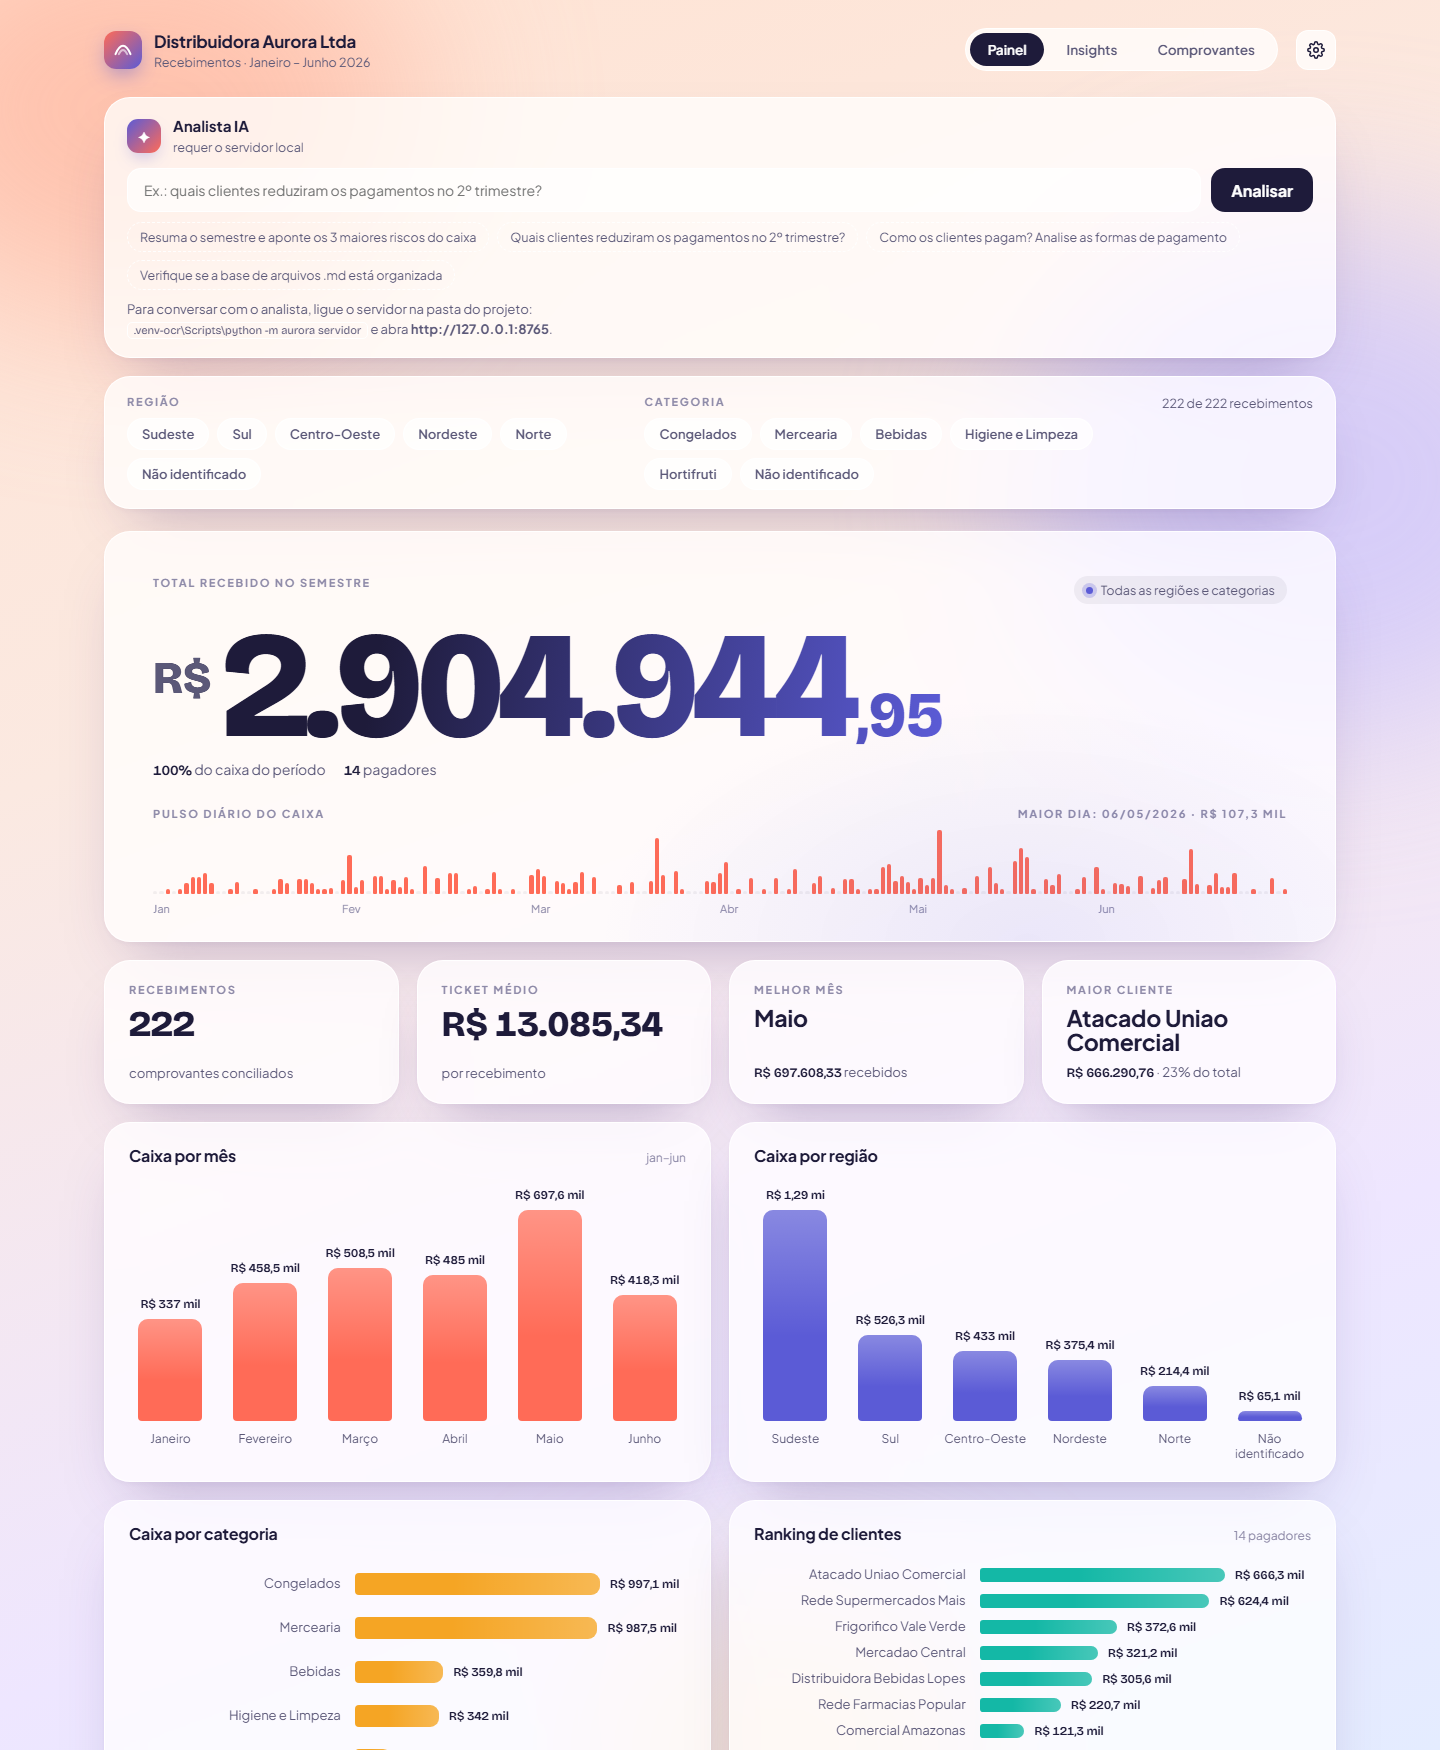 Distribuidora Aurora Ltda
Recebimentos · Janeiro – Junho 2026
Painel
Insights
Comprovantes
Analista IA
requer o servidor local
Ex.: quais clientes reduziram os pagamentos no 2º trimestre?
Analisar
Resuma o semestre e aponte os 3 maiores riscos do caixa
Quais clientes reduziram os pagamentos no 2º trimestre?
Como os clientes pagam? Analise as formas de pagamento
Verifique se a base de arquivos .md está organizada
Para conversar com o analista, ligue o servidor na pasta do projeto:
.venv-ocr\Scripts\python -m aurora servidor e abra http://127.0.0.1:8765.
REGIÃO
Sudeste
Sul
Centro-Oeste
Nordeste
Norte
Não identificado
CATEGORIA
Congelados
Mercearia
Bebidas
Higiene e Limpeza
Hortifruti
Não identificado
222 de 222 recebimentos
TOTAL RECEBIDO NO SEMESTRE
Todas as regiões e categorias
R$ 2.904.944,95
100% do caixa do período 14 pagadores
PULSO DIÁRIO DO CAIXA
MAIOR DIA: 06/05/2026 · R$ 107,3 MIL
Jan
Fev
Mar
Abr
Mai
Jun
RECEBIMENTOS
222
comprovantes conciliados
TICKET MÉDIO
R$ 13.085,34
por recebimento
MELHOR MÊS
Maio
R$ 697.608,33 recebidos
MAIOR CLIENTE
Atacado Uniao
Comercial
R$ 666.290,76 · 23% do total
Caixa por mês
jan–jun
R$ 337 mil
R$ 458,5 mil
R$ 508,5 mil
R$ 485 mil
R$ 697,6 mil
R$ 418,3 mil
Janeiro
Fevereiro
Março
Abril
Maio
Junho
Caixa por região
R$ 1,29 mi
R$ 526,3 mil
R$ 433 mil
R$ 375,4 mil
R$ 214,4 mil
R$ 65,1 mil
Sudeste
Sul
Centro-Oeste
Nordeste
Norte
Não
identificado
Caixa por categoria
Congelados R$ 997,1 mil
Mercearia R$ 987,5 mil
Bebidas R$ 359,8 mil
Higiene e Limpeza R$ 342 mil
Ranking de clientes
14 pagadores
Atacado Uniao Comercial R$ 666,3 mil
Rede Supermercados Mais R$ 624,4 mil
Frigorifico Vale Verde R$ 372,6 mil
Mercadao Central R$ 321,2 mil
Distribuidora Bebidas Lopes R$ 305,6 mil
Rede Farmacias Popular R$ 220,7 mil
Comercial Amazonas R$ 121,3 mil